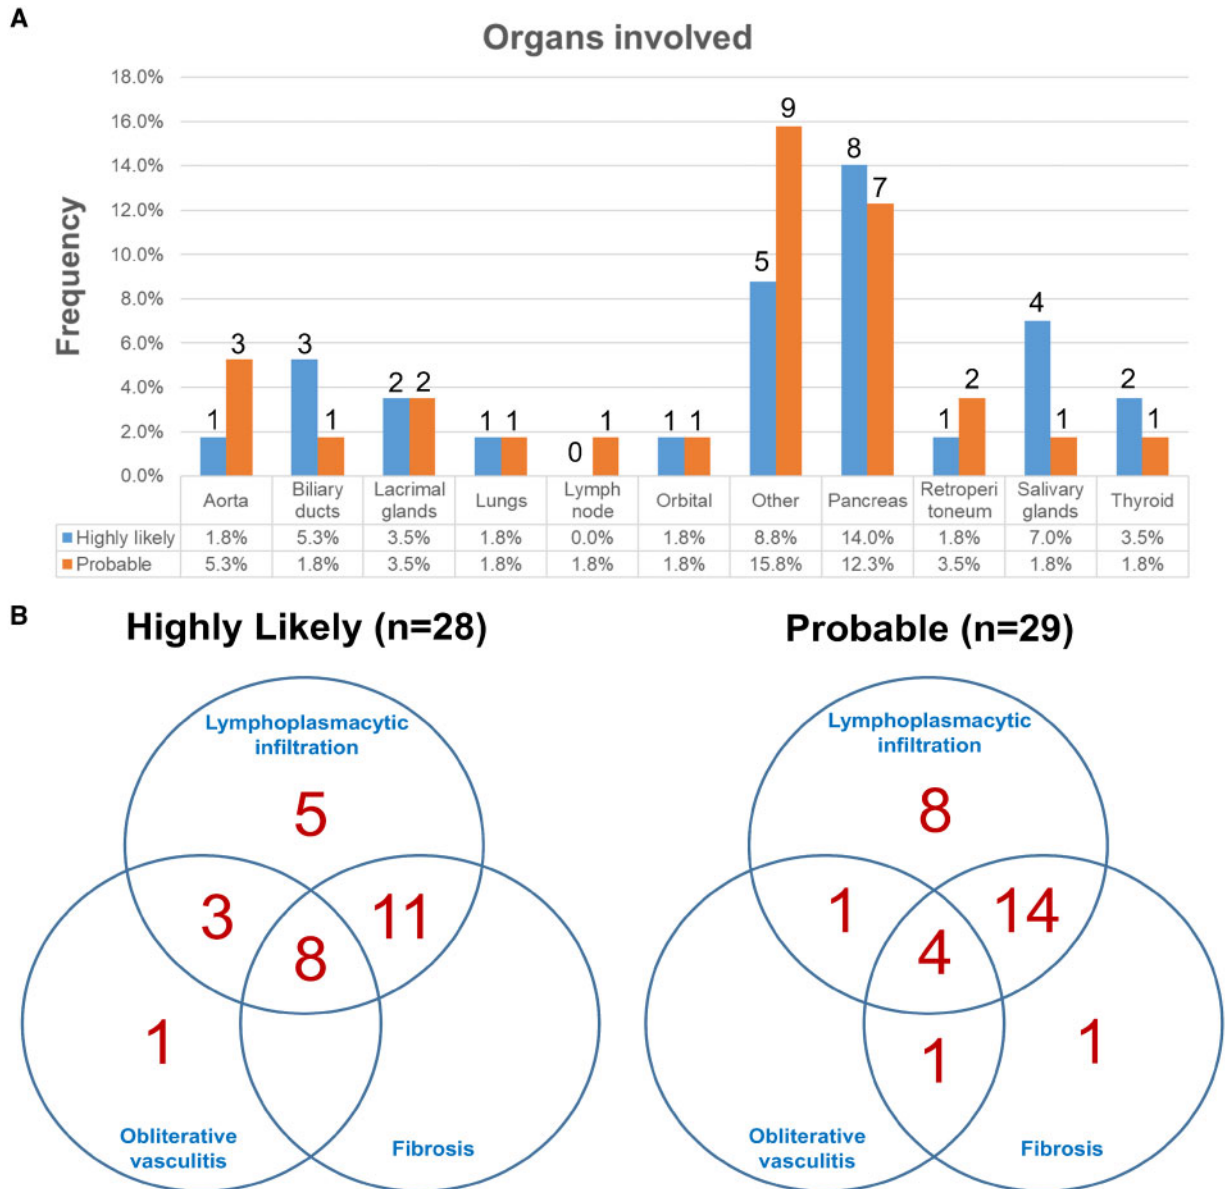 A
Organs involved
Frequency
18.0%
16.0%
14.0%
12.0%
10.0%
8.0%
6.0%
4.0%
2.0%
0.0%
1 3 3 1 2 2 1 1 0 1 1 1 5 9 8 7 1 2 4 1 2 1
Aorta Biliary ducts Lacrimal glands Lungs Lymph node Orbital Other Pancreas Retroperi toneum Salivary glands Thyroid
Highly likely 1.8% 5.3% 3.5% 1.8% 0.0% 1.8% 8.8% 14.0% 1.8% 7.0% 3.5%
Probable 5.3% 1.8% 3.5% 1.8% 1.8% 1.8% 15.8% 12.3% 3.5% 1.8% 1.8%
B
Highly Likely (n=28)
Lymphoplasmacytic
infiltration
5
3 11
8
1
Obliterative
vasculitis
Fibrosis
Probable (n=29)
Lymphoplasmacytic
infiltration
8
1 14
4
1 1
Obliterative
vasculitis
Fibrosis